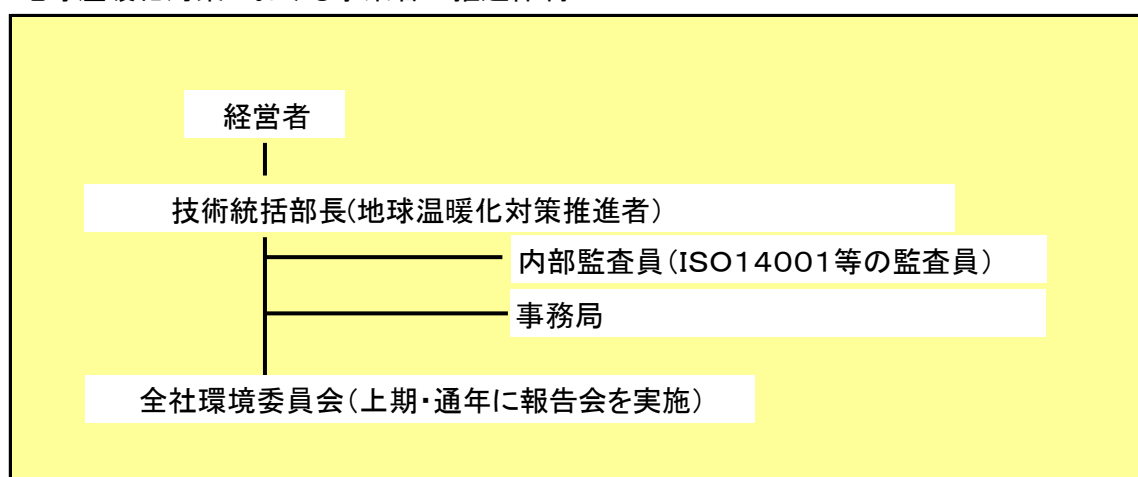 経営者
技術統括部長(地球温暖化対策推進者)
内部監査員(ISO14001等の監査員)
事務局
全社環境委員会(上期・通年に報告会を実施)